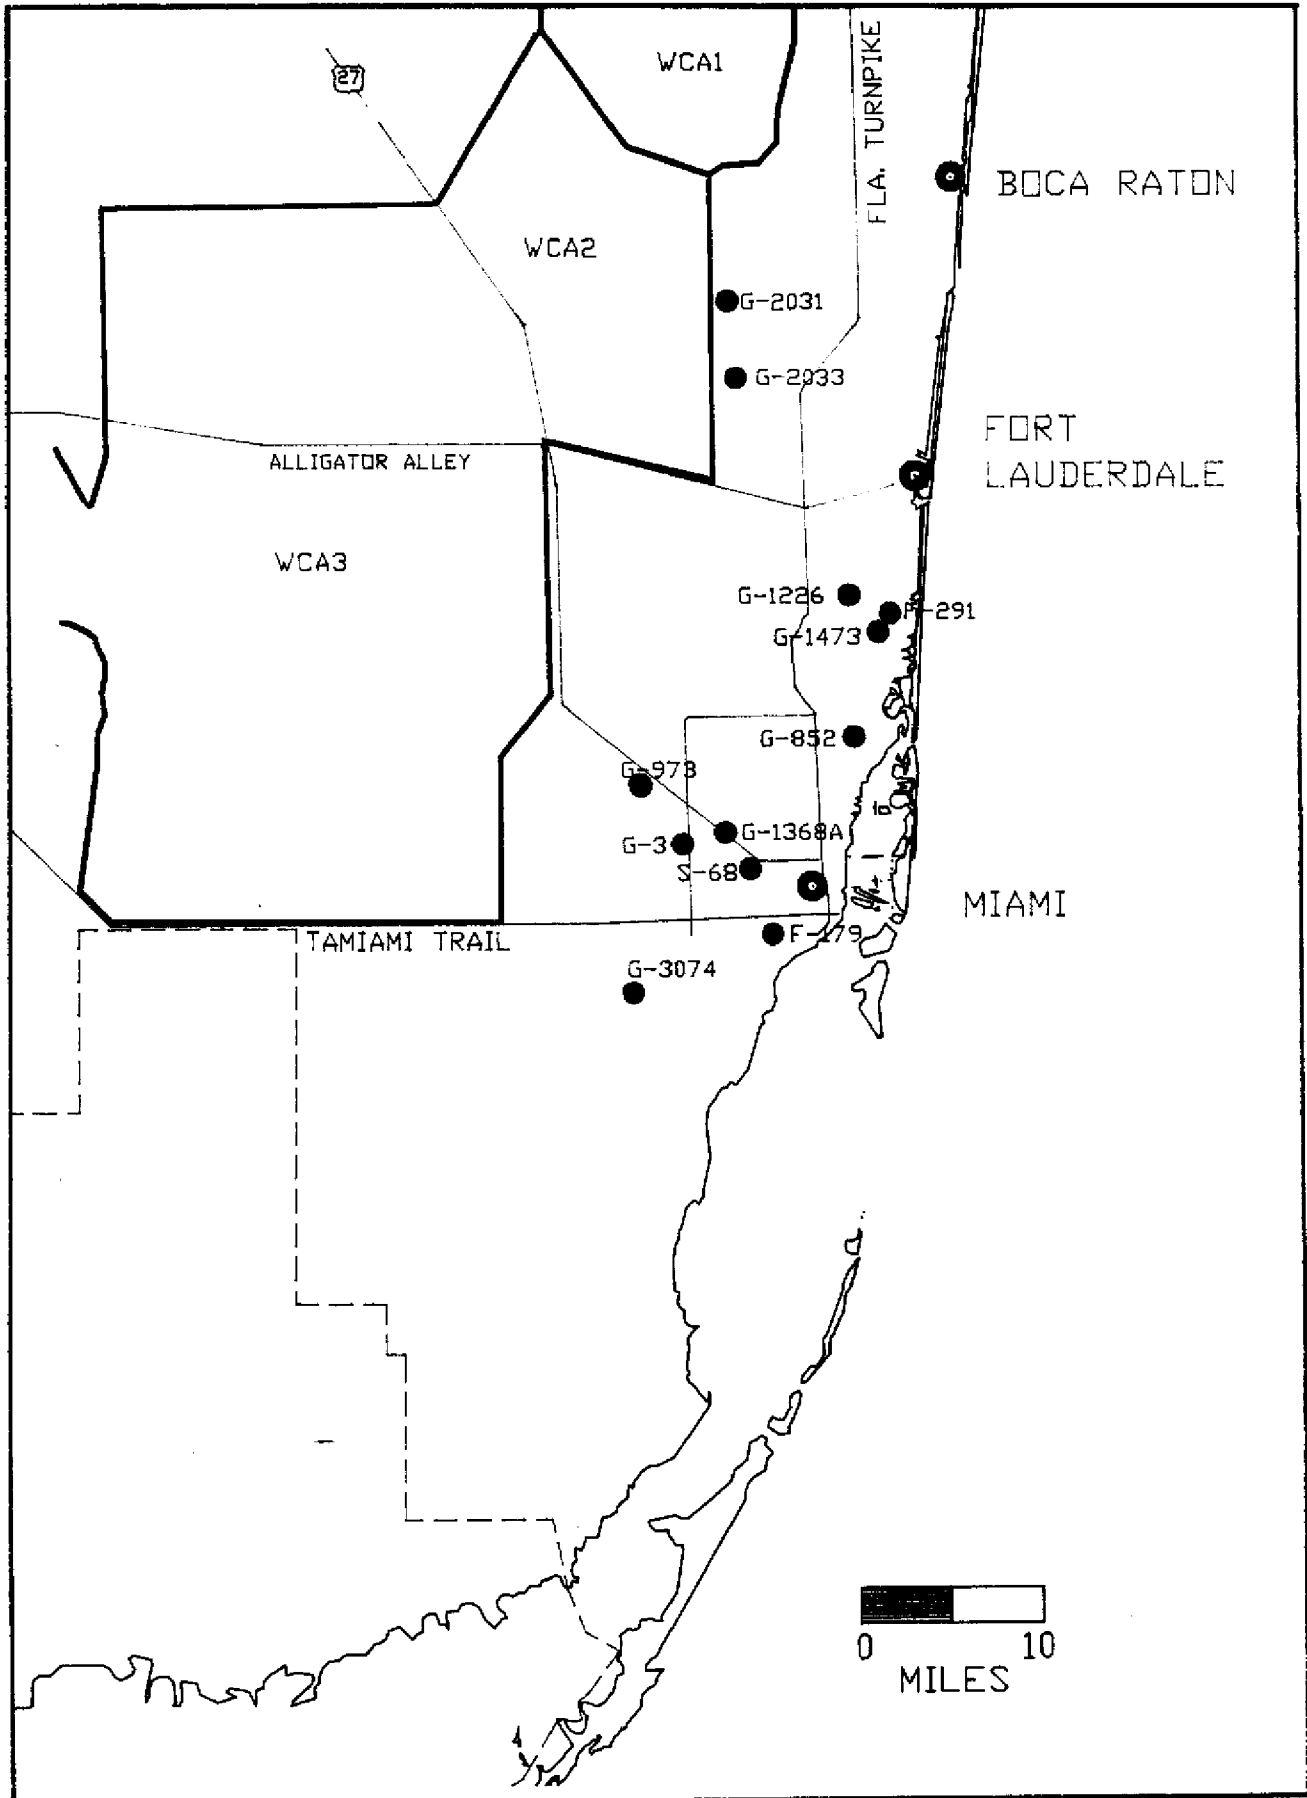 WCA1
27
FLA. TURNPIKE
BOCA RATON
WCA2
G-2031
G-2033
FORT
LAUDERDALE
ALLIGATOR ALLEY
WCA3
G-1226
F-291
G-1473
G-852
G-973
G-1368A
G-3
S-68
MIAMI
F-179
TAMIAMI TRAIL
G-3074
0 10
MILES